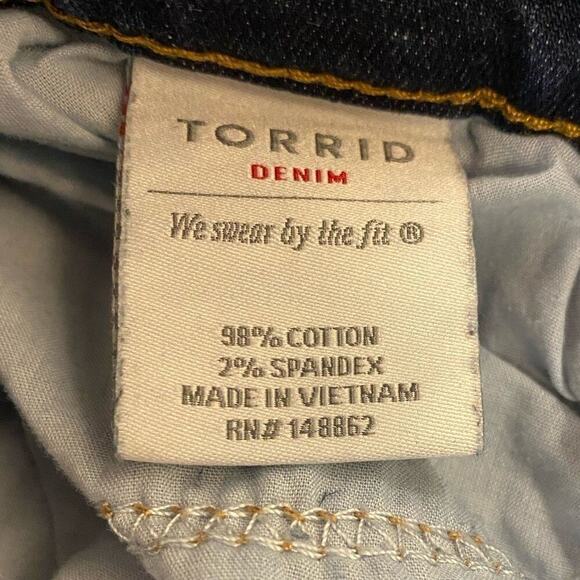 TORRID
DENIM
We swear by the fit ®
98% COTTON
2% SPANDEX
MADE IN VIETNAM
RN# 148862